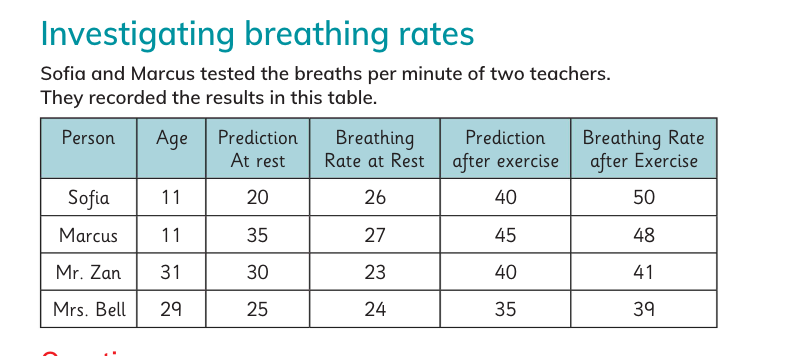 Investigating breathing rates
Sofia and Marcus tested the breaths per minute of two teachers.
They recorded the results in this table.
Person Age Prediction Breathing Prediction Breathing Rate
At rest Rate at Rest after exercise after Exercise
Sofia 11 20 26 40 50
Marcus 11 35 27 45 48
Mr. Zan 31 30 23 40 41
Mrs. Bell 29 25 24 35 39